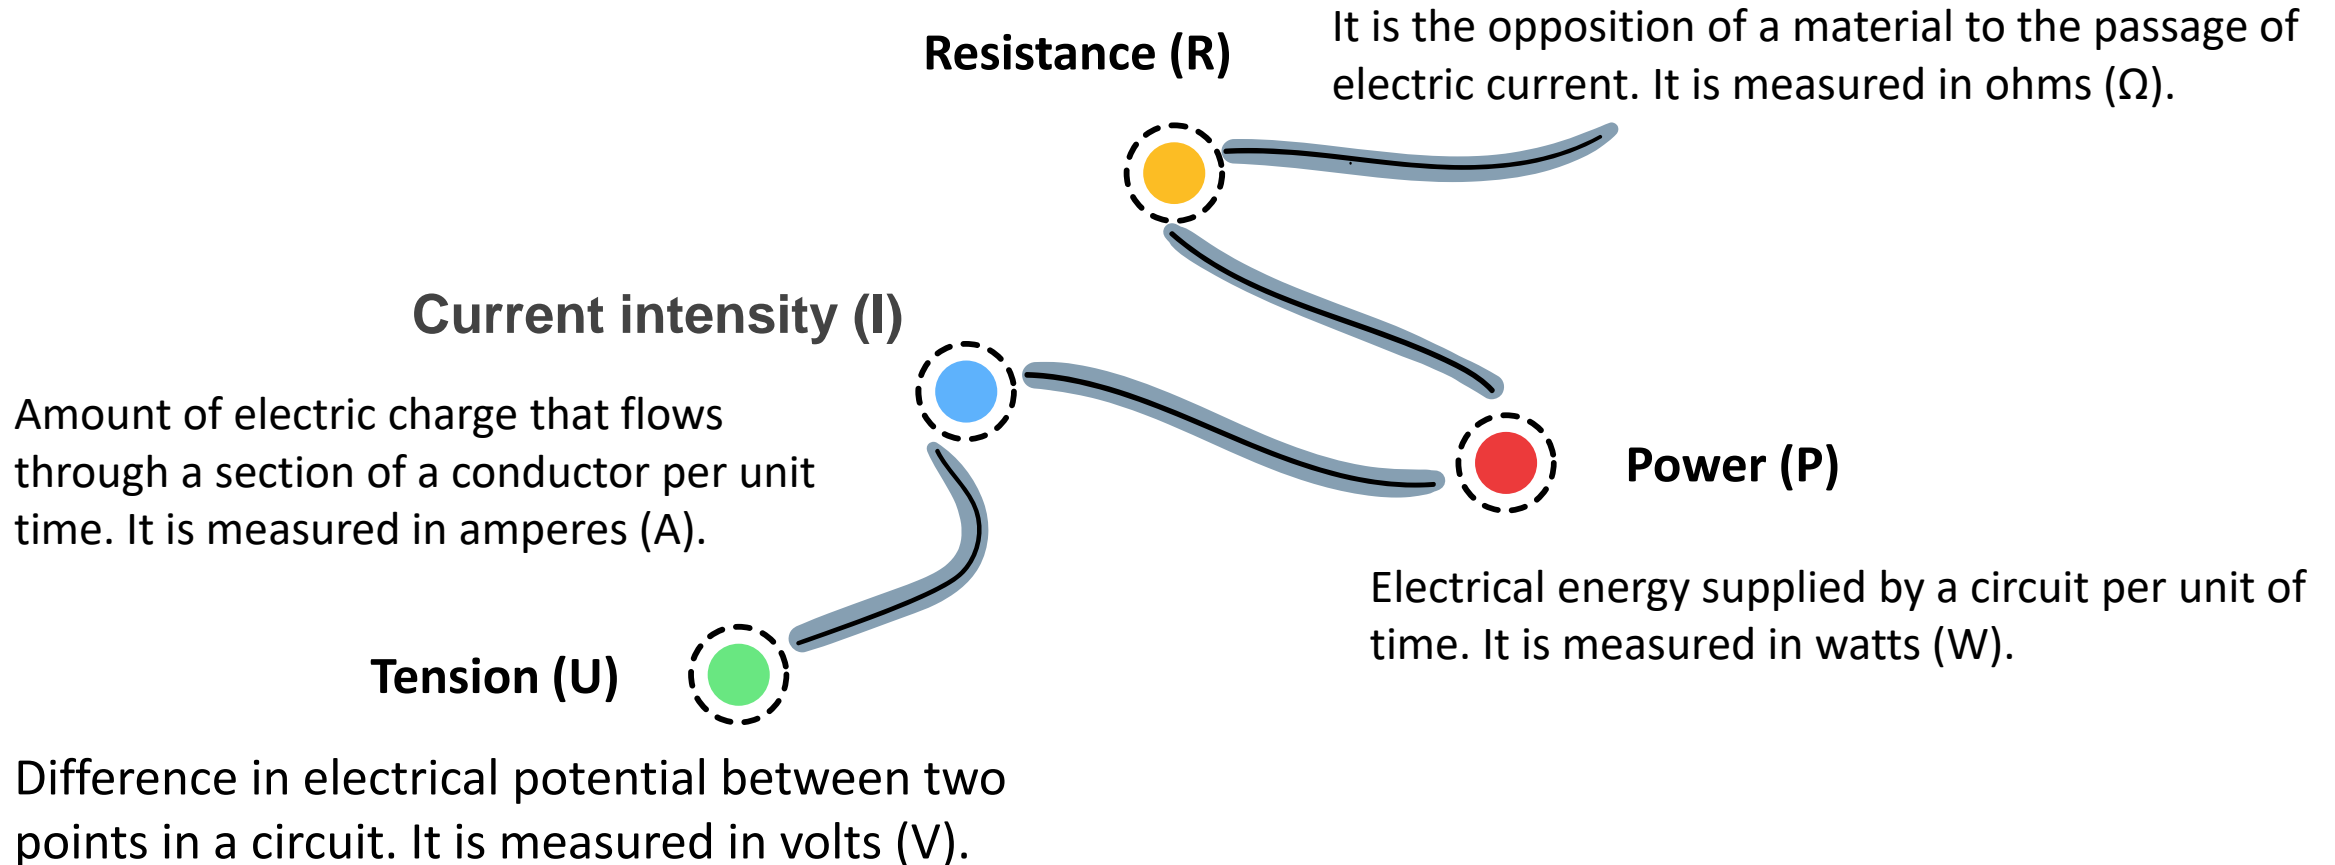 Resistance (R)
It is the opposition of a material to the passage of
electric current. It is measured in ohms (Ω).
Current intensity (I)
Amount of electric charge that flows
through a section of a conductor per unit
time. It is measured in amperes (A).
Power (P)
Electrical energy supplied by a circuit per unit of
time. It is measured in watts (W).
Tension (U)
Difference in electrical potential between two
points in a circuit. It is measured in volts (V).